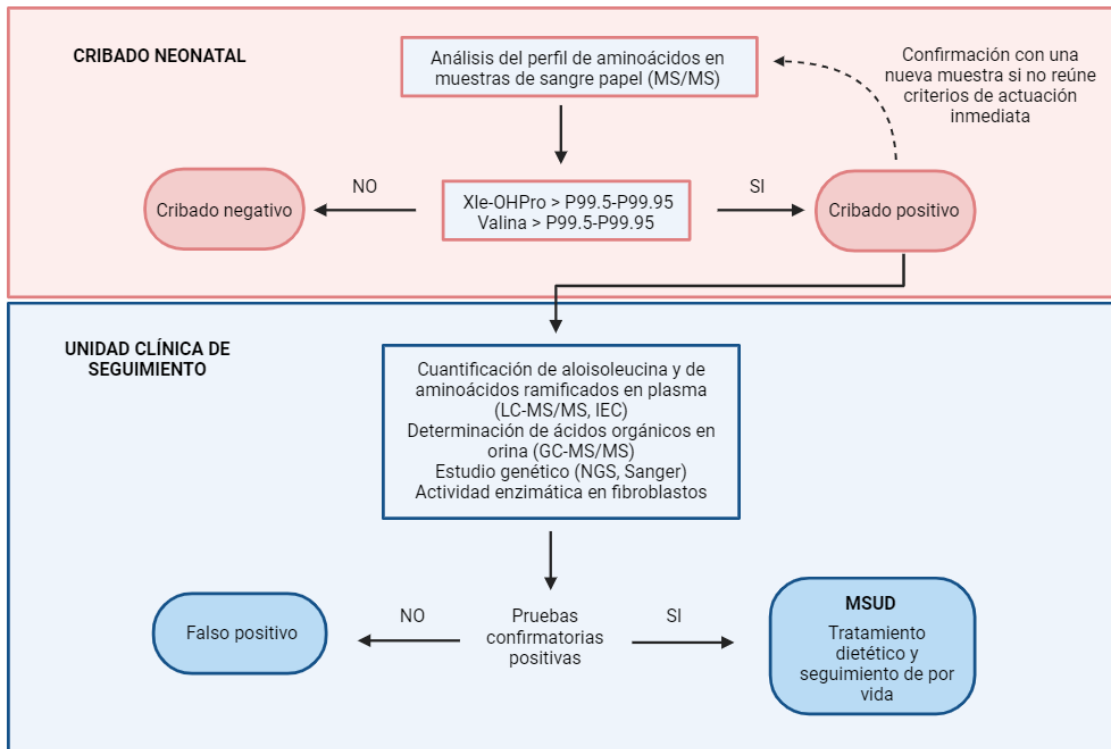 CRIBADO NEONATAL
Análisis del perfil de aminoácidos en
muestras de sangre papel (MS/MS)
Confirmación con una
nueva muestra si no reúne
criterios de actuación
inmediata
NO
SI
Cribado negativo
Xle-OHPro > P99.5-P99.95
Valina > P99.5-P99.95
Cribado positivo
UNIDAD CLÍNICA DE
SEGUIMIENTO
Cuantificación de aloisoleucina y de
aminoácidos ramificados en plasma
(LC-MS/MS, IEC)
Determinación de ácidos orgánicos en
orina (GC-MS/MS)
Estudio genético (NGS, Sanger)
Actividad enzimática en fibroblastos
Falso positivo
NO
Pruebas
confirmatorias
positivas
SI
MSUD
Tratamiento
dietético y
seguimiento de por
vida